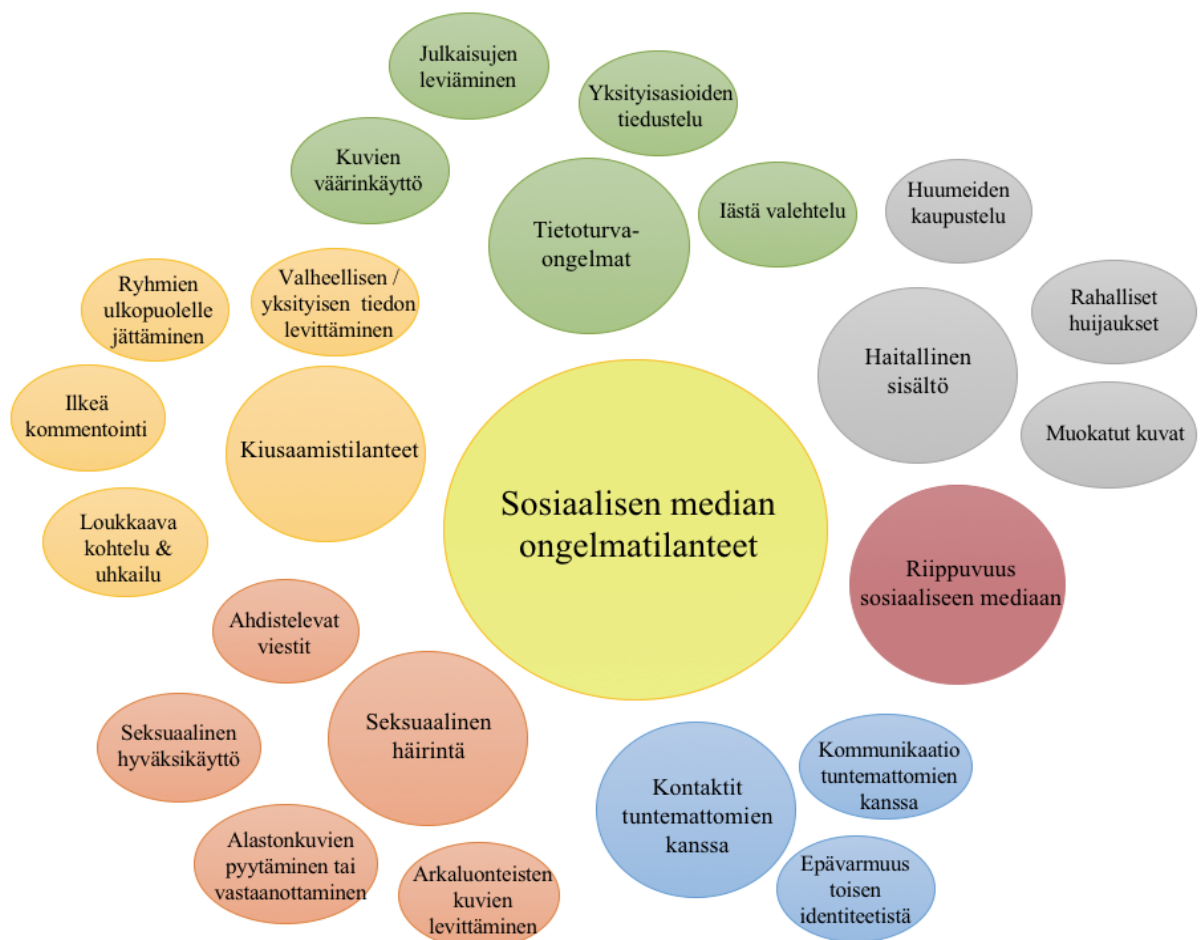 Julkaisujen
leviäminen
Yksityisasioiden
tiedustelu
Kuvien
väärinkäyttö
Iästä valehtelu
Tietoturva-
ongelmat
Huumeiden
kaupustelu
Rahalliset
huijaukset
Haitallinen
sisältö
Muokatut kuvat
Valheellisen /
yksityisen tiedon
levittäminen
Ryhmien
ulkopuolelle
jättäminen
Ilkeä
kommentointi
Kiusaamistilanteet
Loukkaava
kohtelu &
uhkailu
Sosiaalisen median
ongelmatilanteet
Riippuvuus
sosiaaliseen mediaan
Ahdistelevat
viestit
Seksuaalinen
häirintä
Seksuaalinen
hyväksikäyttö
Alastonkuvien
pyytäminen tai
vastaanottaminen
Arkaluonteisten
kuvien
levittäminen
Kontaktit
tuntemattomien
kanssa
Kommunikaatio
tuntemattomien
kanssa
Epävarmuus
toisen
identiteetistä